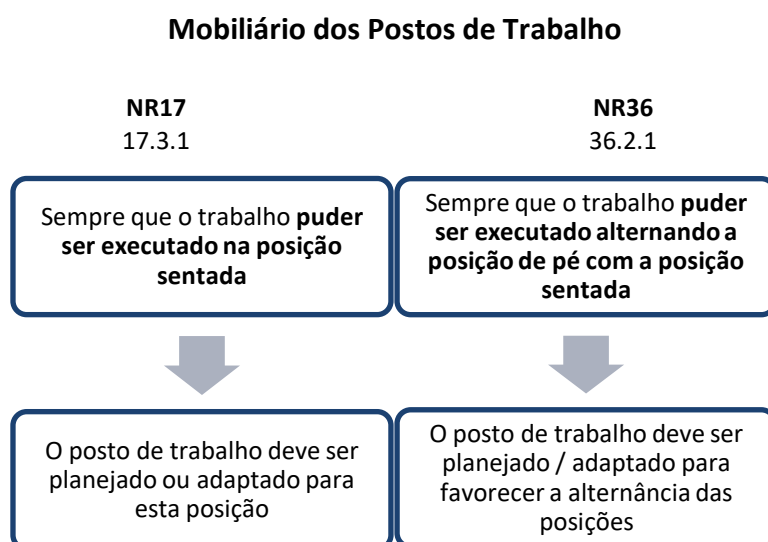 Mobiliário dos Postos de Trabalho
NR17
17.3.1
Sempre que o trabalho puder
ser executado na posição
sentada
O posto de trabalho deve ser
planejado ou adaptado para
esta posição
NR36
36.2.1
Sempre que o trabalho puder
ser executado alternando a
posição de pé com a posição
sentada
O posto de trabalho deve ser
planejado / adaptado para
favorecer a alternância das
posições